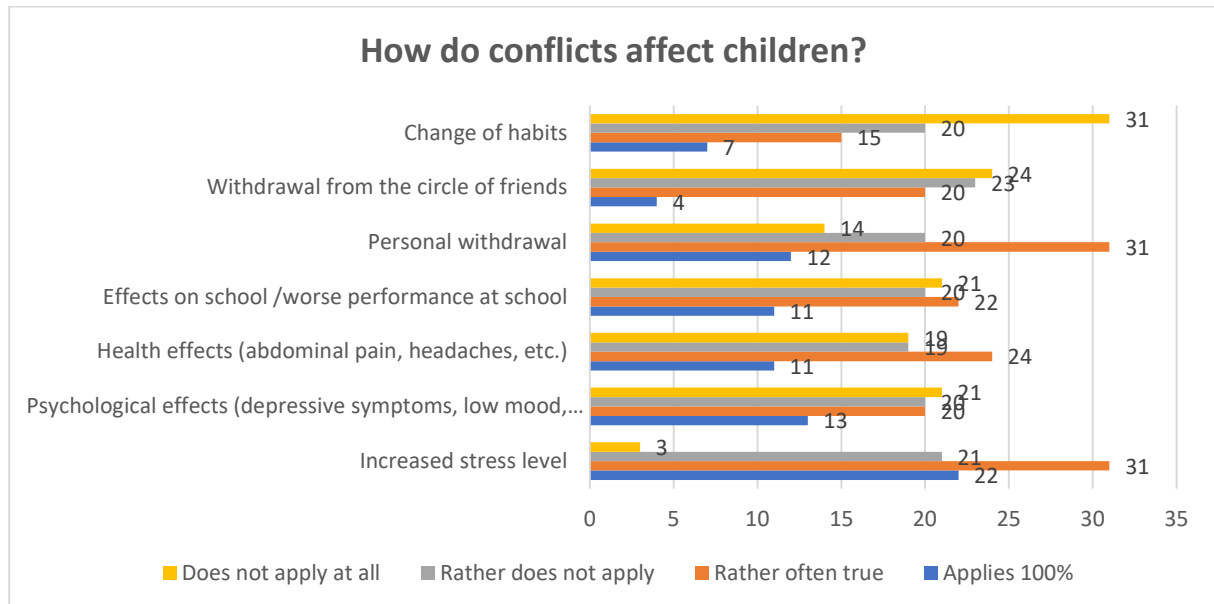 How do conflicts affect children?
Change of habits
31
20
15
7
Withdrawal from the circle of friends
24
23
20
4
Personal withdrawal
14
20
31
12
Effects on school /worse performance at school
21
20
22
11
Health effects (abdominal pain, headaches, etc.)
19
19
24
11
Psychological effects (depressive symptoms, low mood,...
21
20
20
13
Increased stress level
3
21
31
22
0 5 10 15 20 25 30 35
Does not apply at all Rather does not apply Rather often true Applies 100%